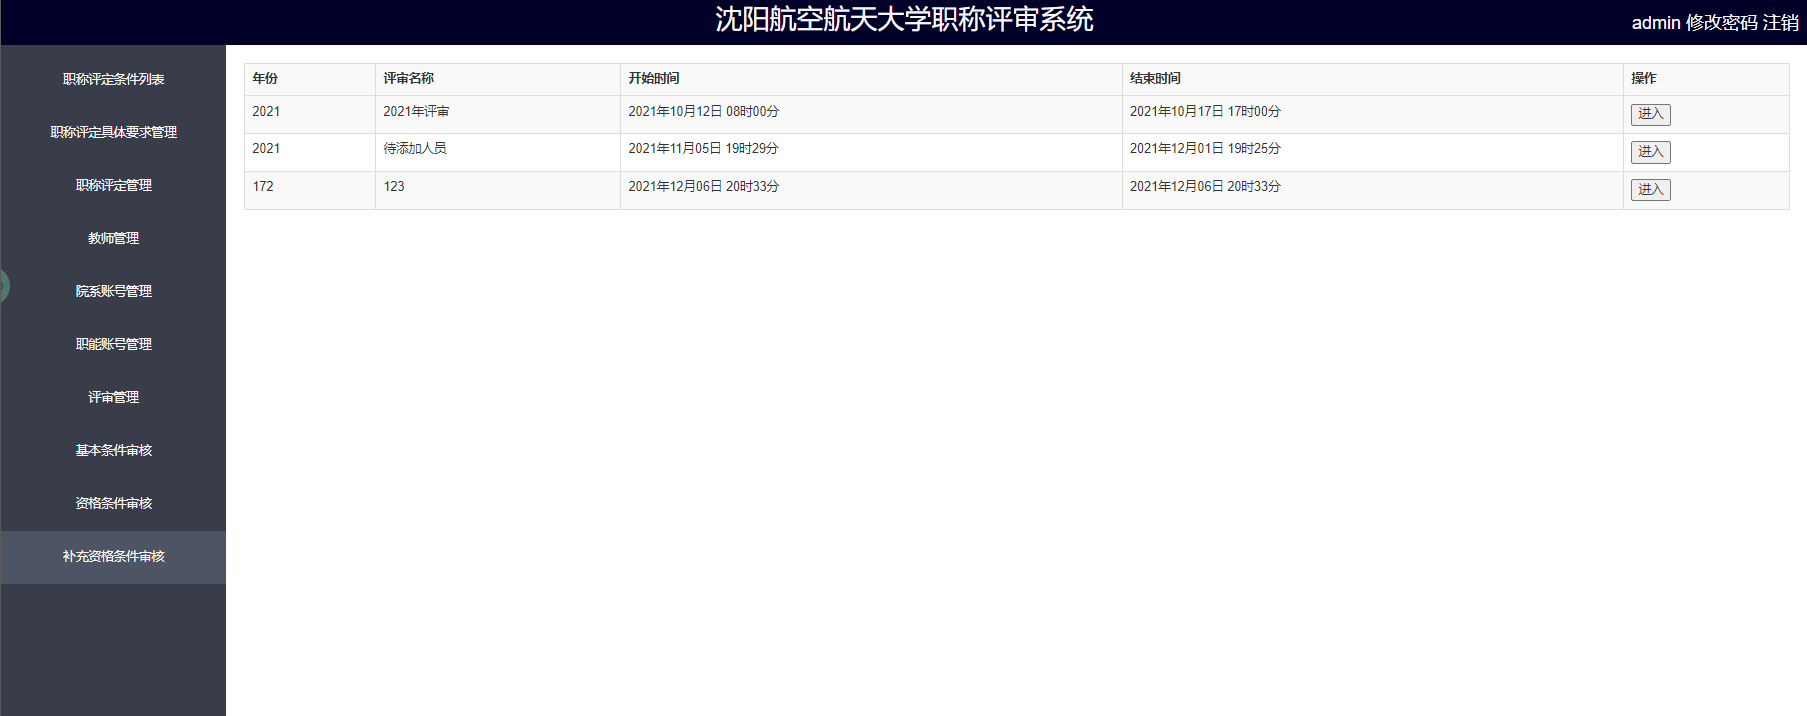 沈阳航空航天大学职称评审系统
admin 修改密码 注销
职称评定条件列表
职称评定具体要求管理
职称评定管理
教师管理
院系账号管理
职能账号管理
评审管理
基本条件审核
资格条件审核
补充资格条件审核
年份 评审名称 开始时间 结束时间 操作
2021 2021年评审 2021年10月12日 08时00分 2021年10月17日 17时00分 进入
2021 待添加人员 2021年11月05日 19时29分 2021年12月01日 19时25分 进入
172 123 2021年12月06日 20时33分 2021年12月06日 20时33分 进入